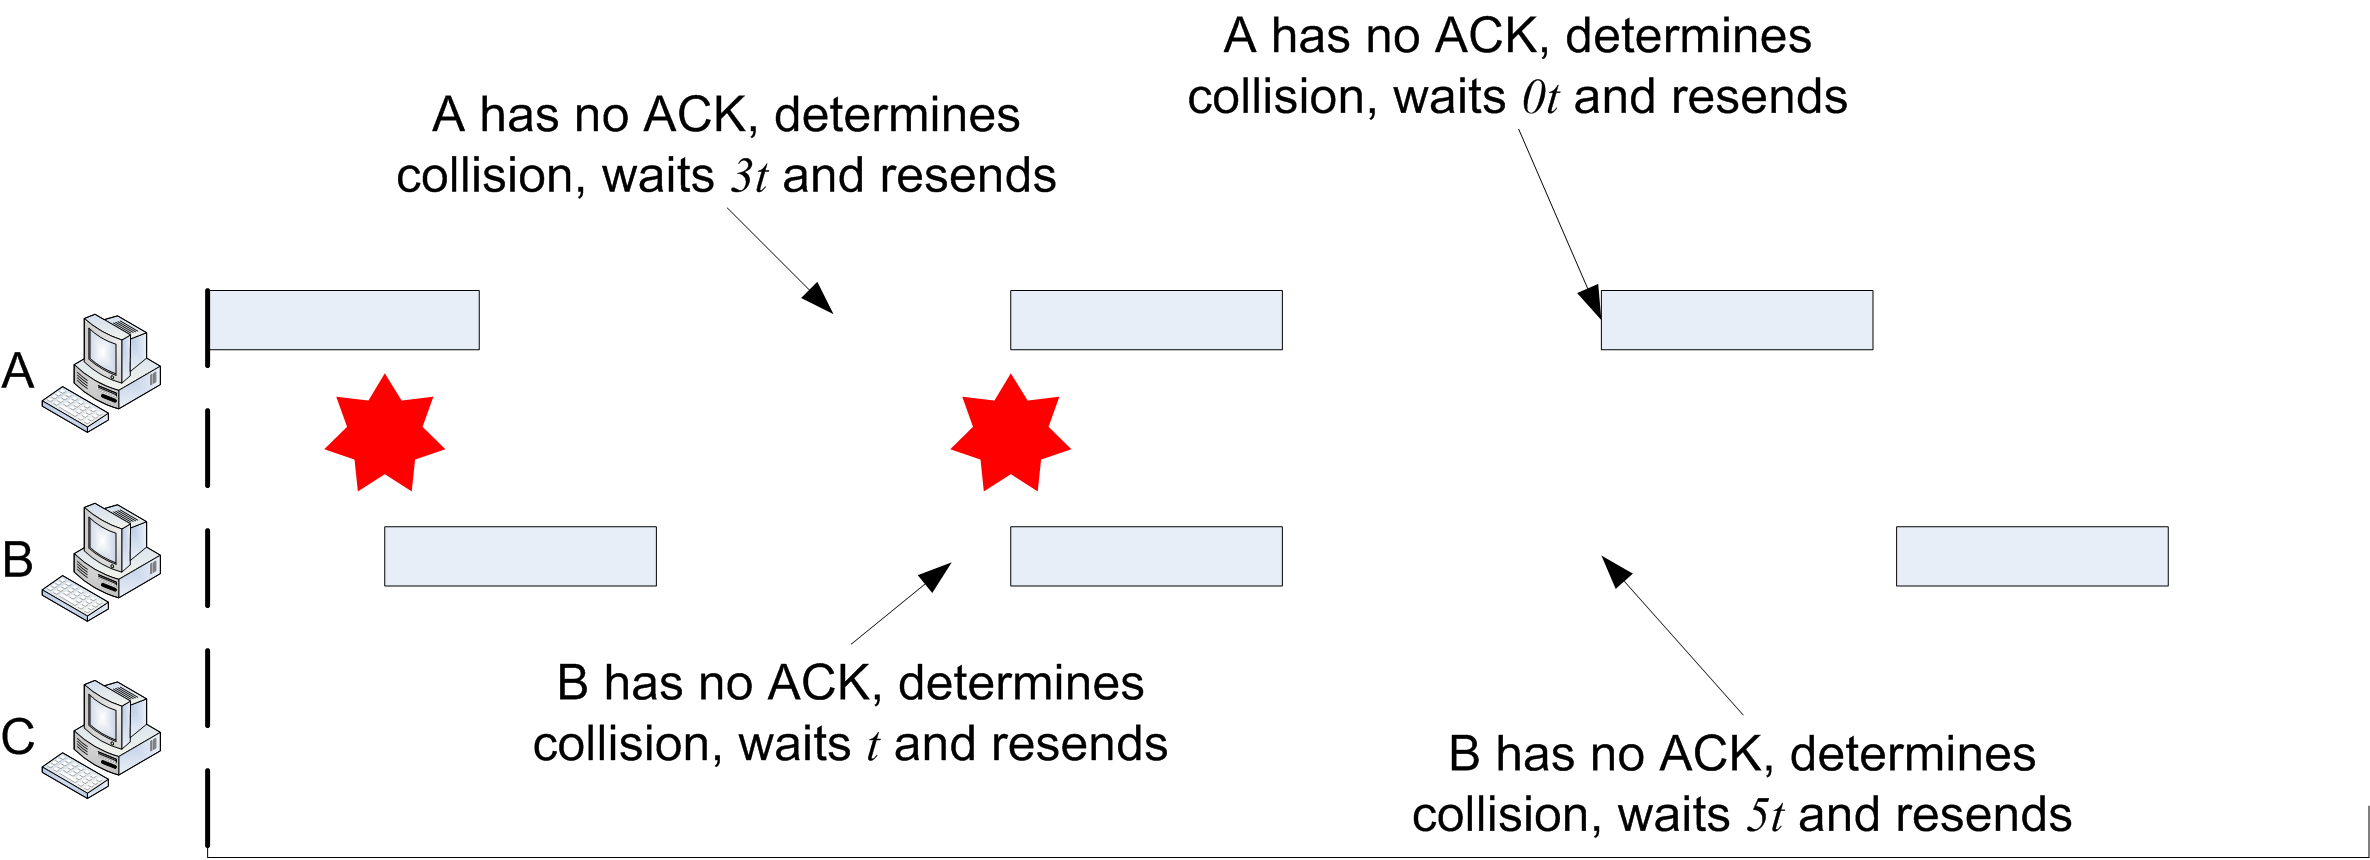 A has no ACK, determines
collision, waits 0t and resends
A has no ACK, determines
collision, waits 3t and resends
A
B
B has no ACK, determines
collision, waits t and resends
C
B has no ACK, determines
collision, waits 5t and resends